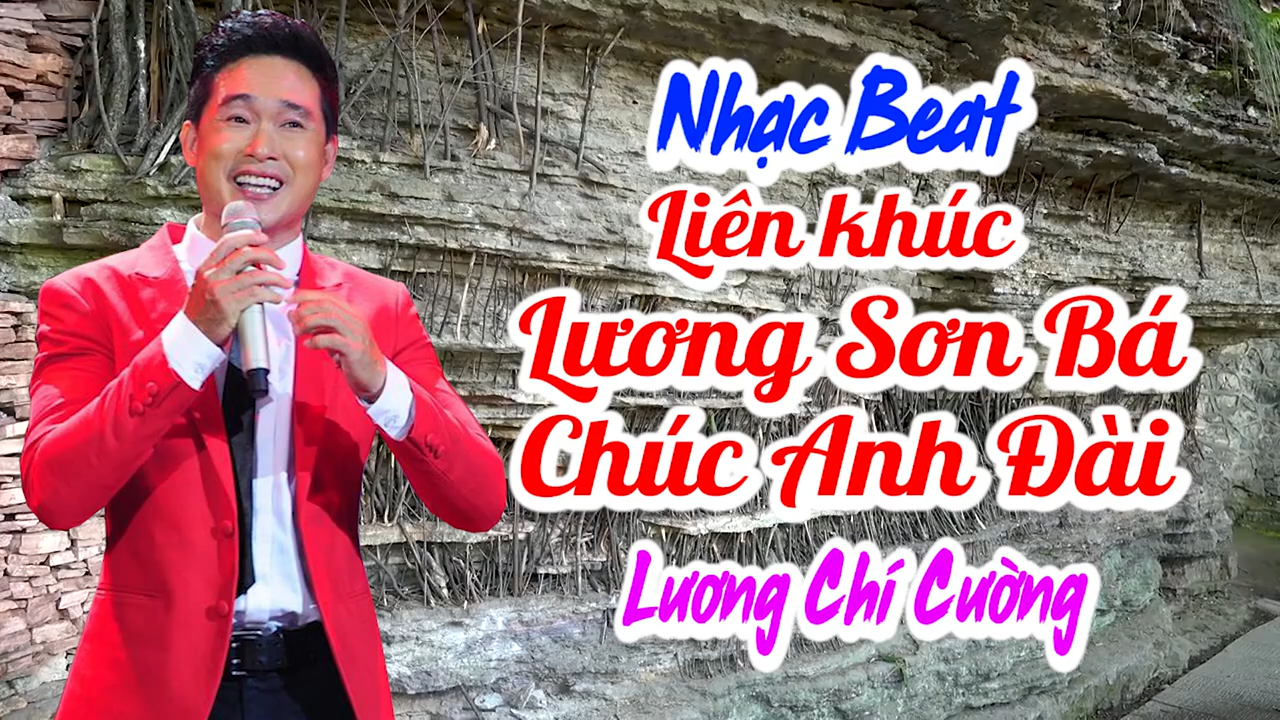 Nhạc Beat
Liên khúc
Lương Sơn Bá
Chúc Anh Đài
Lương Chí Cường